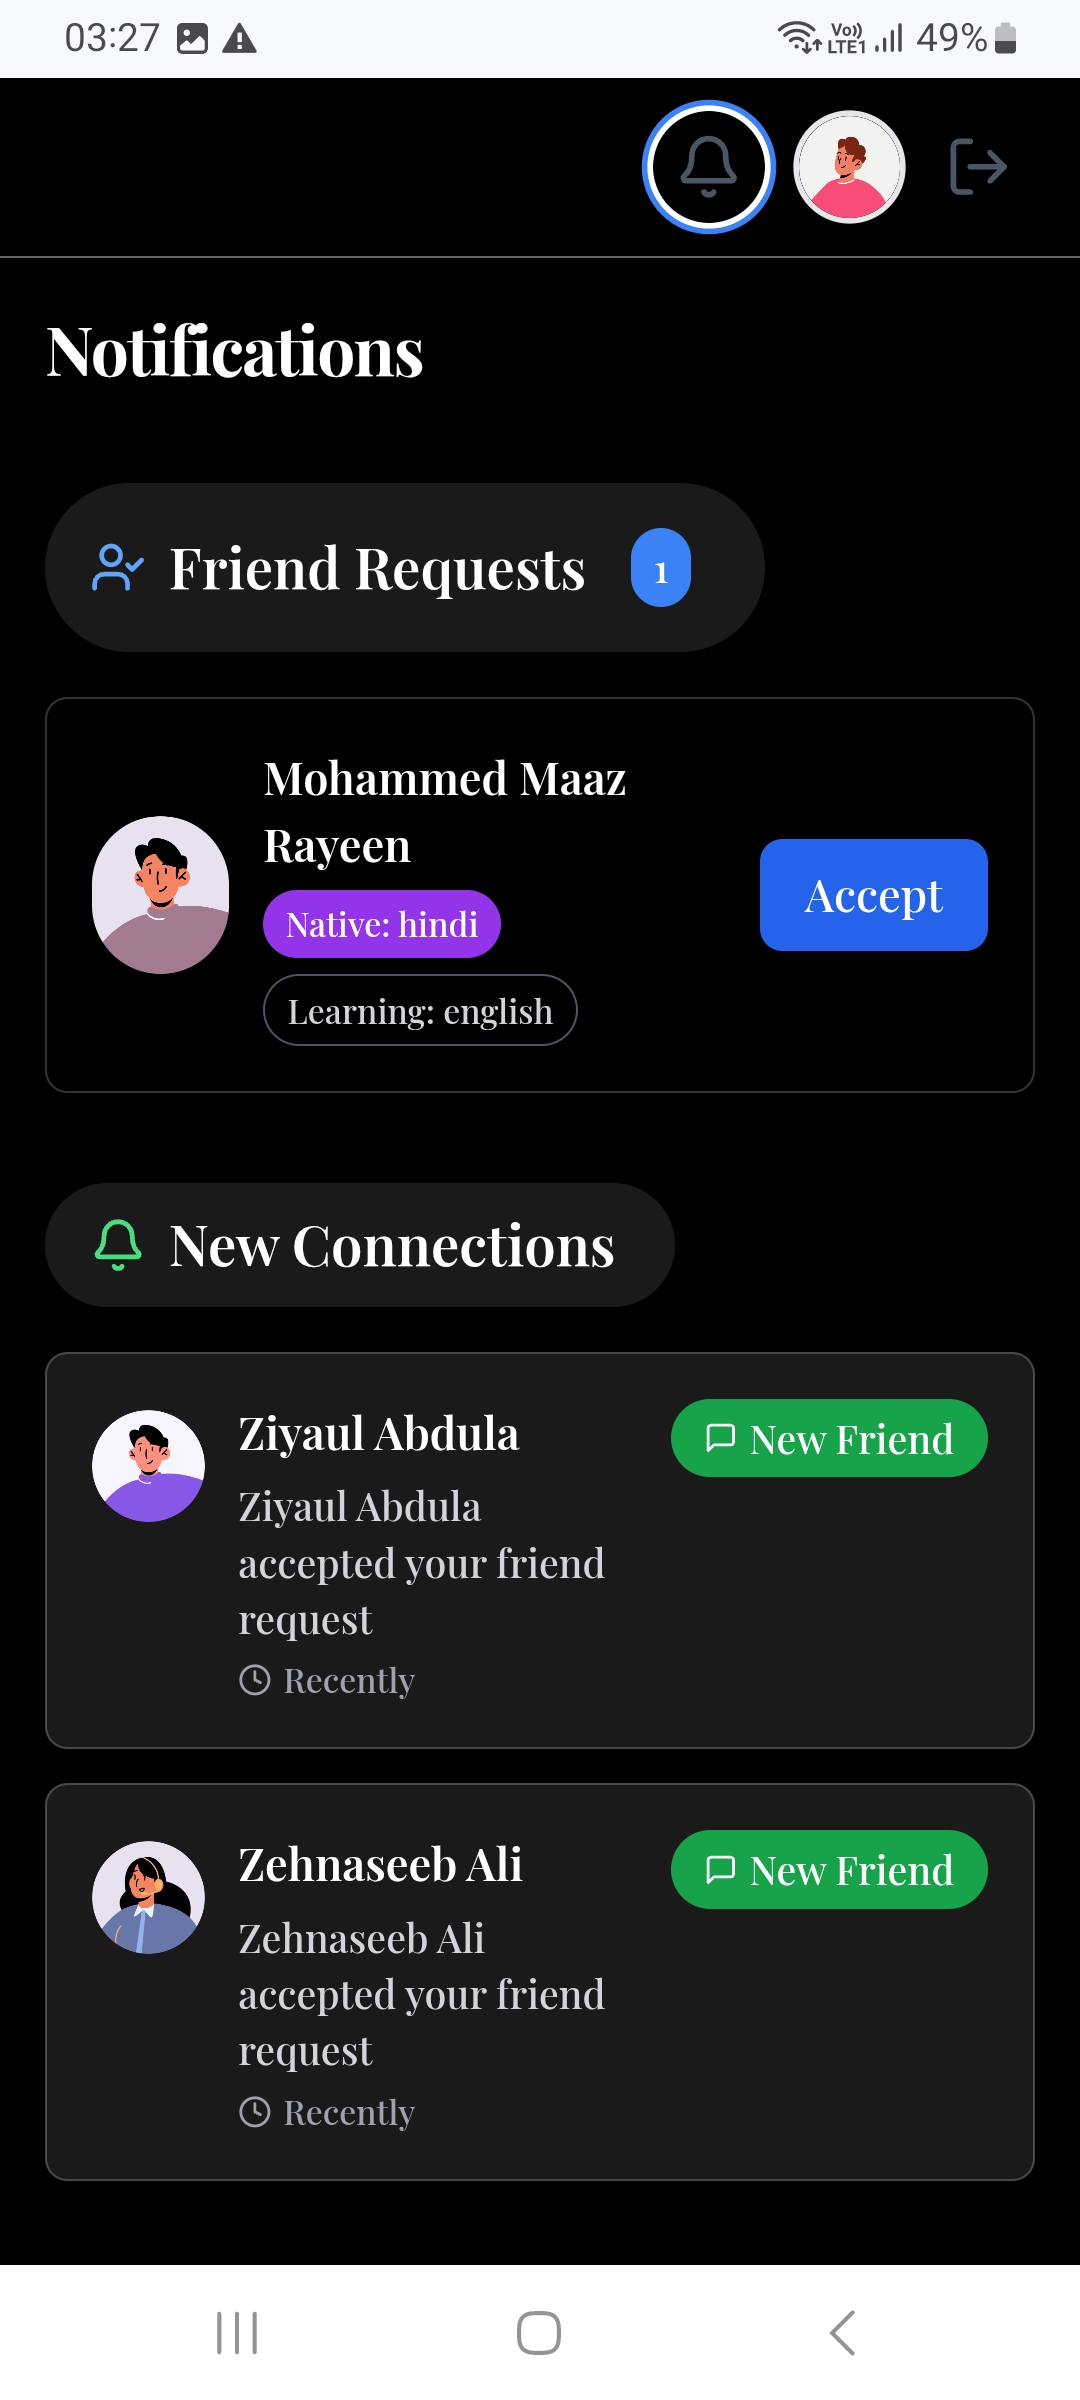 03:27
Vo)) LTE1 49%
Notifications
Friend Requests 1
Mohammed Maaz
Rayeen
Native: hindi
Learning: english
Accept
New Connections
Ziyaul Abdula
New Friend
Ziyaul Abdula
accepted your friend
request
Recently
Zehnaseeb Ali
New Friend
Zehnaseeb Ali
accepted your friend
request
Recently